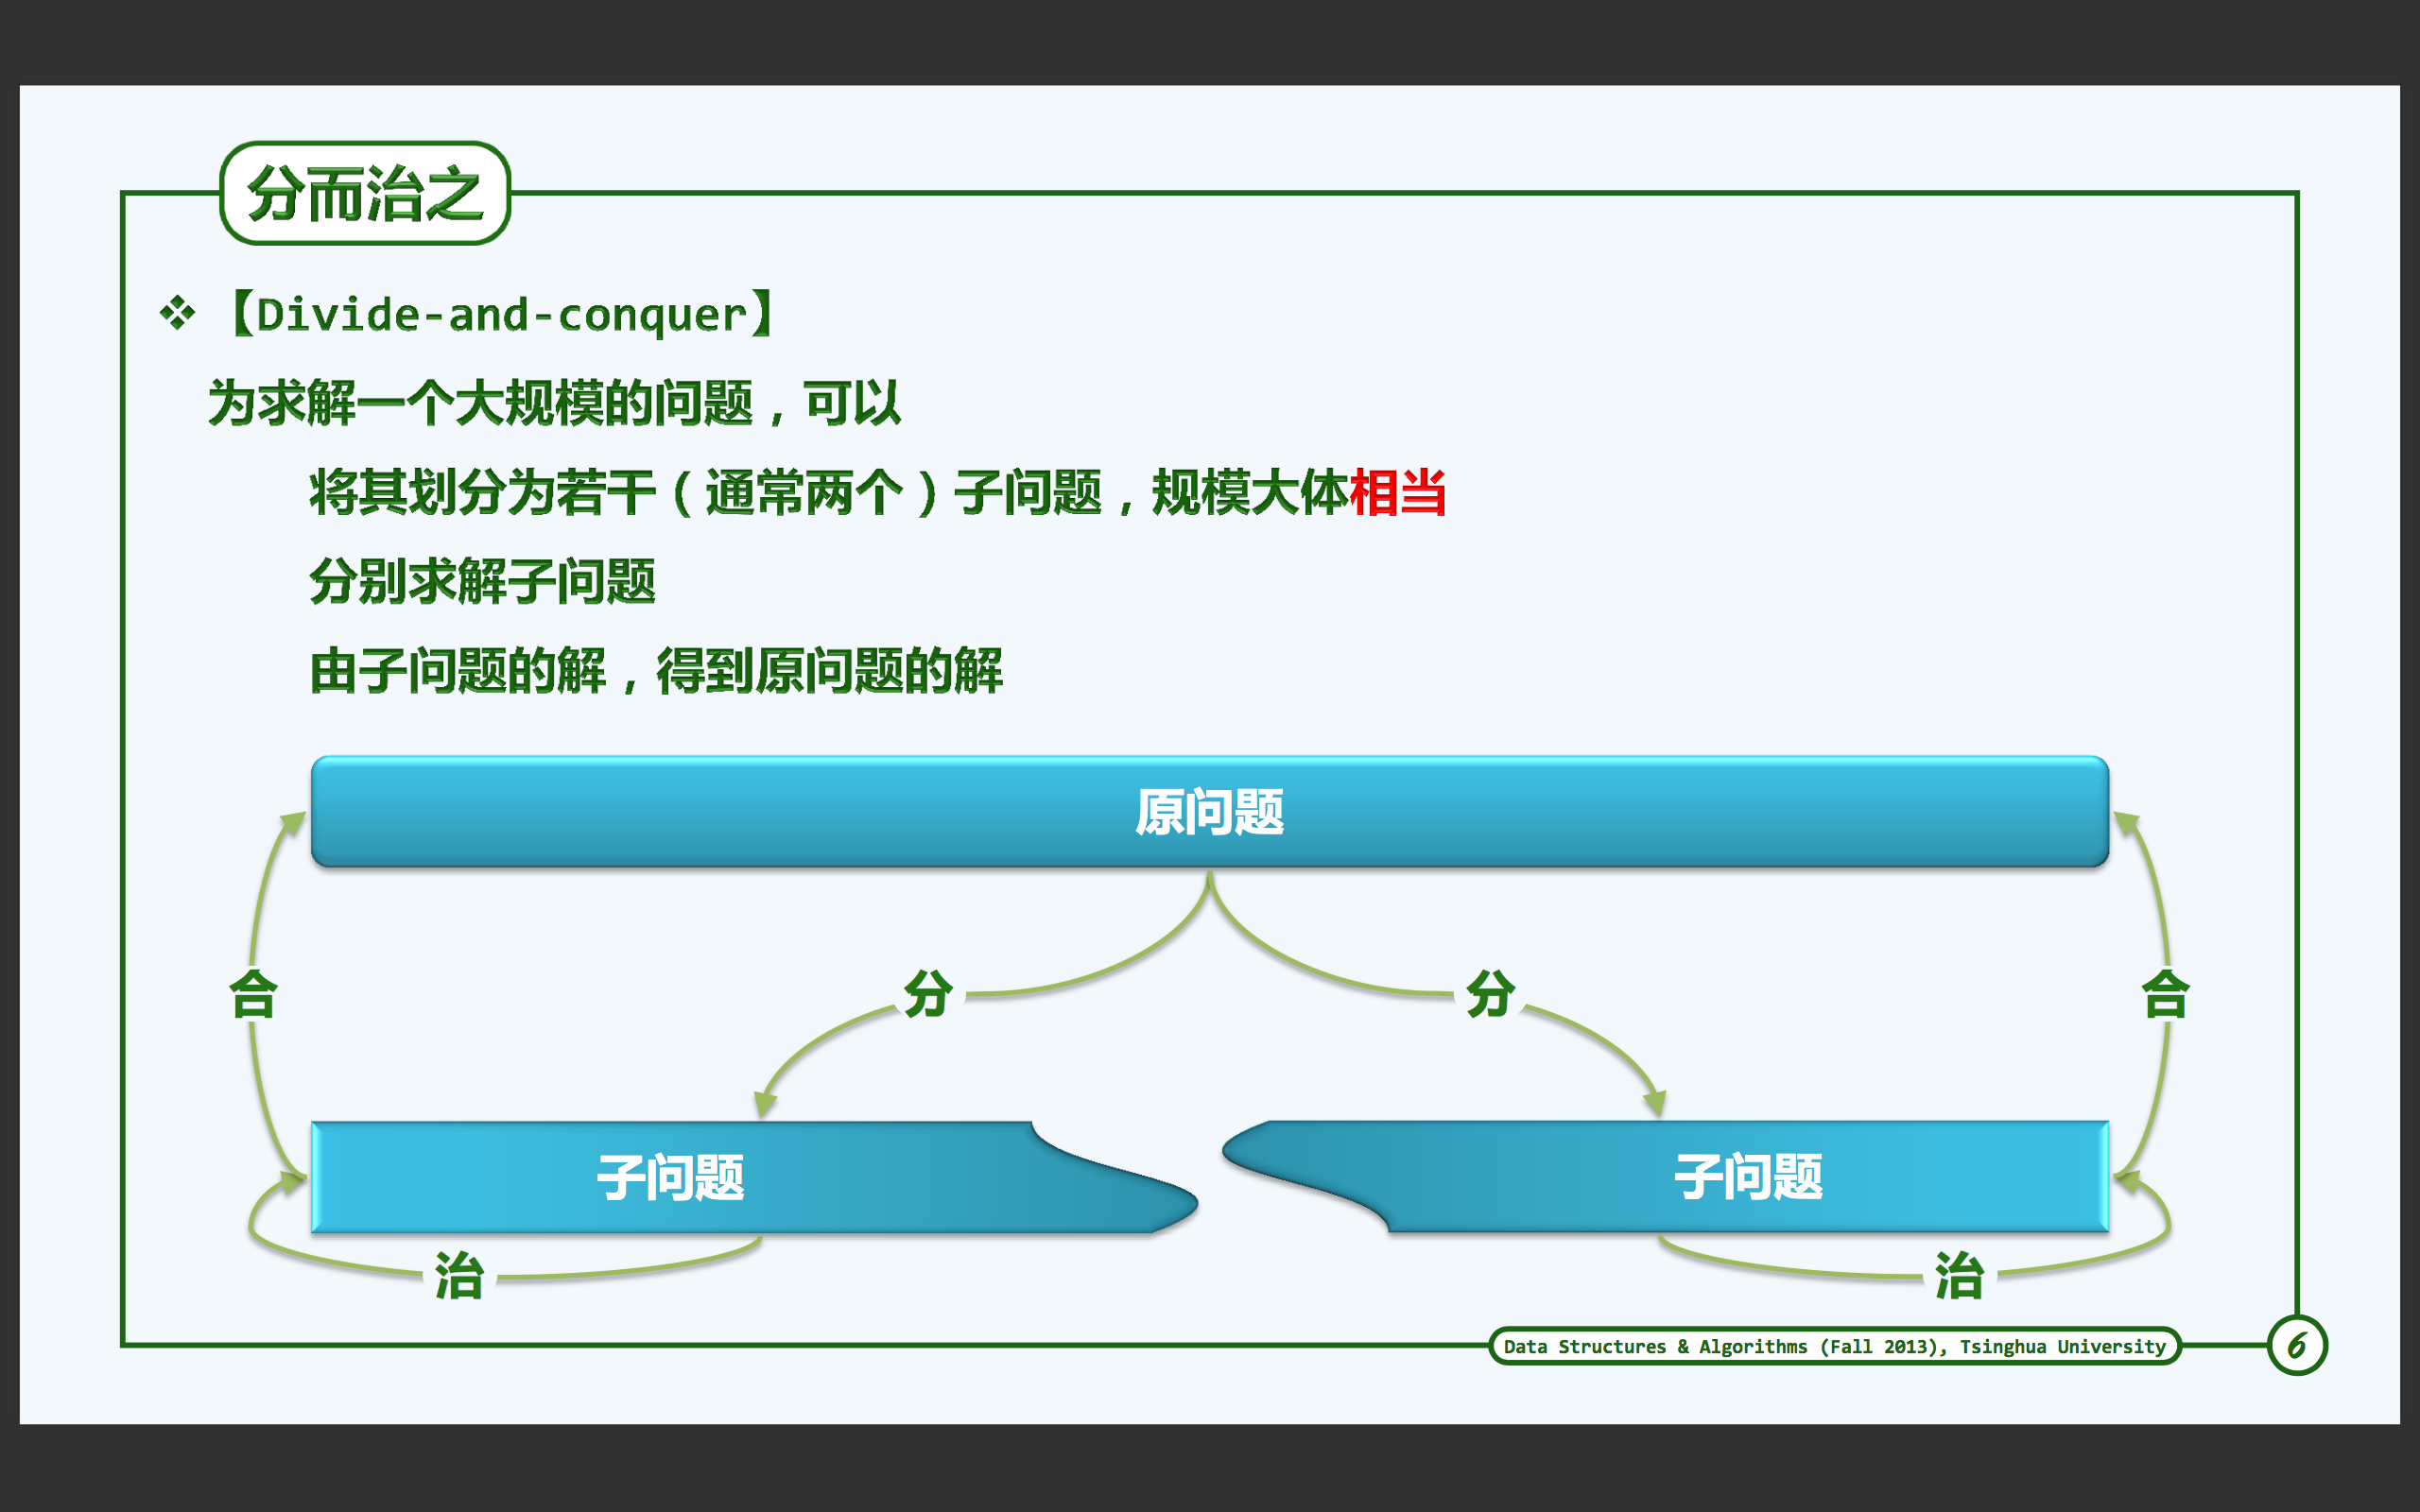 分而治之
【Divide-and-conquer】
为求解一个大规模的问题，可以
将其划分为若干（通常两个）子问题，规模大体相当
分别求解子问题
由子问题的解，得到原问题的解
原问题
合 分 分 合
子问题 子问题
治 治
Data Structures & Algorithms (Fall 2013), Tsinghua University
6